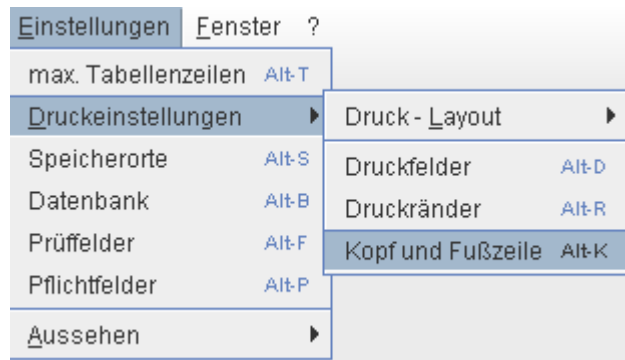 Einstellungen Fenster ?
max. Tabellenzeilen Alt-T
Druckeinstellungen
Druck - Layout
Speicherorte Alt-S
Druckfelder Alt-D
Datenbank Alt-B
Druckränder Alt-R
Prüffelder Alt-F
Kopf und Fußzeile Alt-K
Pflichtfelder Alt-P
Aussehen